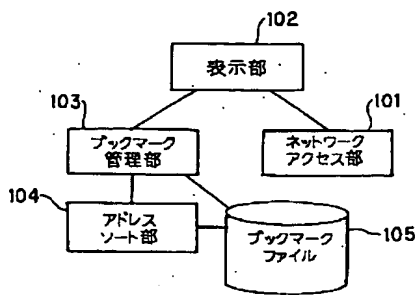 102
表示部
103
ブックマーク
管理部
101
ネットワーク
アクセス部
104
アドレス
ソート部
ブックマーク
ファイル
105